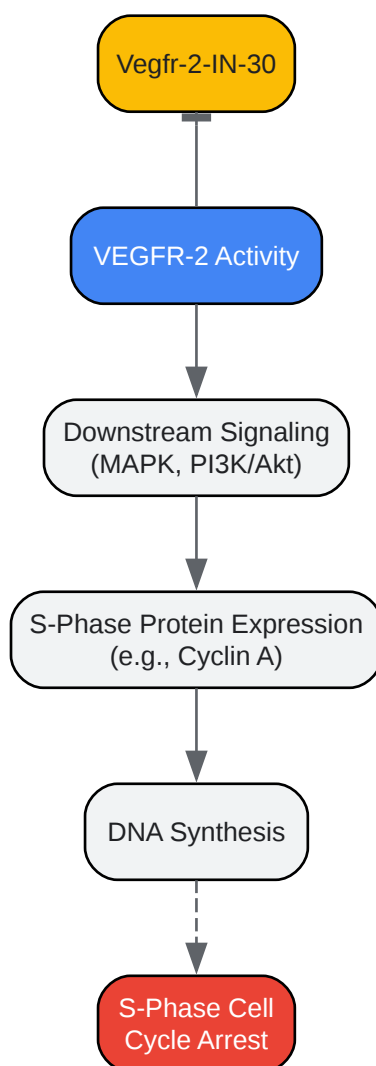 Vegfr-2-IN-30
VEGFR-2 Activity
Downstream Signaling
(MAPK, PI3K/Akt)
S-Phase Protein Expression
(e.g., Cyclin A)
DNA Synthesis
S-Phase Cell
Cycle Arrest